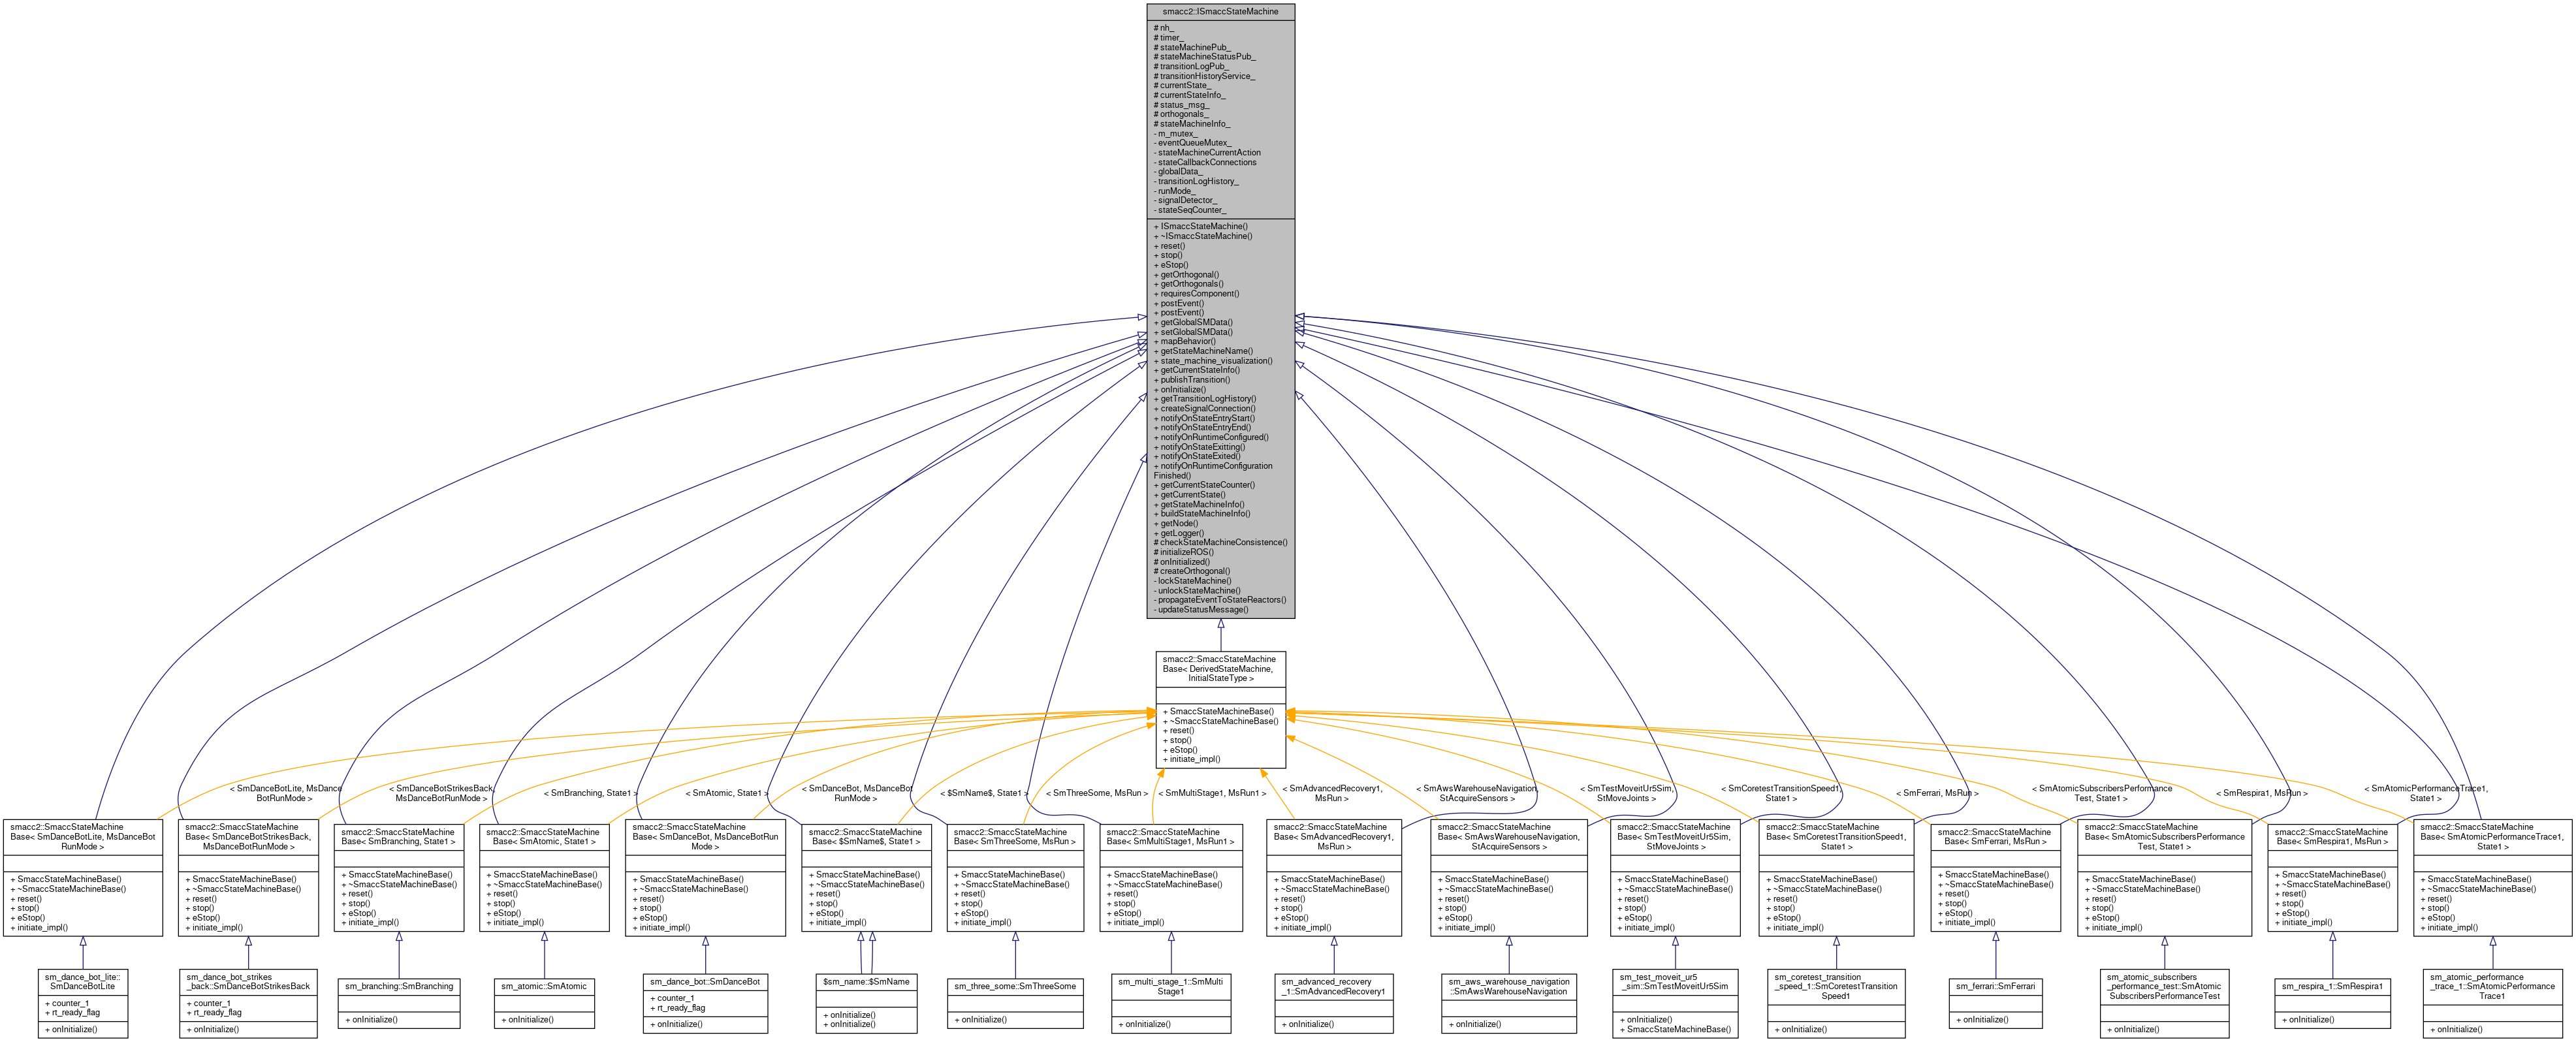 smacc2::ISmaccStateMachine
# nh_
# timer_
# stateMachinePub_
# stateMachineStatusPub_
# transitionLogPub_
# transitionHistoryService_
# currentState_
# currentStateInfo_
# status_msg_
# orthogonals_
# stateMachineInfo_
- m_mutex_
- eventQueueMutex_
- stateMachineCurrentAction
- stateCallbackConnections
- globalData_
- transitionLogHistory_
- runMode_
- signalDetector_
- stateSeqCounter_
+ ISmaccStateMachine()
+ ~ISmaccStateMachine()
+ reset()
+ stop()
+ eStop()
+ getOrthogonal()
+ getOrthogonals()
+ requiresComponent()
+ postEvent()
+ postEvent()
+ getGlobalSMData()
+ setGlobalSMData()
+ mapBehavior()
+ getStateMachineName()
+ state_machine_visualization()
+ getCurrentStateInfo()
+ publishTransition()
+ onInitialize()
+ getTransitionLogHistory()
+ createSignalConnection()
+ notifyOnStateEntryStart()
+ notifyOnStateEntryEnd()
+ notifyOnRuntimeConfigured()
+ notifyOnStateExitting()
+ notifyOnStateExited()
+ notifyOnRuntimeConfiguration
Finished()
+ getCurrentStateCounter()
+ getCurrentState()
+ getStateMachineInfo()
+ buildStateMachineInfo()
+ getNode()
+ getLogger()
# checkStateMachineConsistence()
# initializeROS()
# onInitialized()
# createOrthogonal()
- lockStateMachine()
- unlockStateMachine()
- propagateEventToStateReactors()
- updateStatusMessage()
smacc2::SmaccStateMachine
Base< DerivedStateMachine,
InitialStateType >
+ SmaccStateMachineBase()
+ ~SmaccStateMachineBase()
+ reset()
+ stop()
+ eStop()
+ initiate_impl()
< SmDanceBotLite, MsDance
BotRunMode >
< SmDanceBotStrikesBack,
MsDanceBotRunMode >
< SmBranching, State1 >
< SmAtomic, State1 >
< SmDanceBot, MsDanceBot
RunMode >
< $SmName$, State1 >
< SmThreeSome, MsRun >
< SmMultiStage1, MsRun1 >
< SmAdvancedRecovery1,
MsRun >
< SmAwsWarehouseNavigation,
StAcquireSensors >
< SmTestMoveitUr5Sim,
StMoveJoints >
< SmCoretestTransitionSpeed1,
State1 >
< SmFerrari, MsRun >
< SmAtomicSubscribersPerformance
Test, State1 >
< SmRespira1, MsRun >
< SmAtomicPerformanceTrace1,
State1 >
smacc2::SmaccStateMachine
Base< SmDanceBotLite, MsDanceBot
RunMode >
+ SmaccStateMachineBase()
+ ~SmaccStateMachineBase()
+ reset()
+ stop()
+ eStop()
+ initiate_impl()
smacc2::SmaccStateMachine
Base< SmDanceBotStrikesBack,
MsDanceBotRunMode >
+ SmaccStateMachineBase()
+ ~SmaccStateMachineBase()
+ reset()
+ stop()
+ eStop()
+ initiate_impl()
smacc2::SmaccStateMachine
Base< SmBranching, State1 >
+ SmaccStateMachineBase()
+ ~SmaccStateMachineBase()
+ reset()
+ stop()
+ eStop()
+ initiate_impl()
smacc2::SmaccStateMachine
Base< SmAtomic, State1 >
+ SmaccStateMachineBase()
+ ~SmaccStateMachineBase()
+ reset()
+ stop()
+ eStop()
+ initiate_impl()
smacc2::SmaccStateMachine
Base< SmDanceBot, MsDanceBotRun
Mode >
+ SmaccStateMachineBase()
+ ~SmaccStateMachineBase()
+ reset()
+ stop()
+ eStop()
+ initiate_impl()
smacc2::SmaccStateMachine
Base< $SmName$, State1 >
+ SmaccStateMachineBase()
+ ~SmaccStateMachineBase()
+ reset()
+ stop()
+ eStop()
+ initiate_impl()
smacc2::SmaccStateMachine
Base< SmThreeSome, MsRun >
+ SmaccStateMachineBase()
+ ~SmaccStateMachineBase()
+ reset()
+ stop()
+ eStop()
+ initiate_impl()
smacc2::SmaccStateMachine
Base< SmMultiStage1, MsRun1 >
+ SmaccStateMachineBase()
+ ~SmaccStateMachineBase()
+ reset()
+ stop()
+ eStop()
+ initiate_impl()
smacc2::SmaccStateMachine
Base< SmAdvancedRecovery1,
MsRun >
+ SmaccStateMachineBase()
+ ~SmaccStateMachineBase()
+ reset()
+ stop()
+ eStop()
+ initiate_impl()
smacc2::SmaccStateMachine
Base< SmAwsWarehouseNavigation,
StAcquireSensors >
+ SmaccStateMachineBase()
+ ~SmaccStateMachineBase()
+ reset()
+ stop()
+ eStop()
+ initiate_impl()
smacc2::SmaccStateMachine
Base< SmTestMoveitUr5Sim,
StMoveJoints >
+ SmaccStateMachineBase()
+ ~SmaccStateMachineBase()
+ reset()
+ stop()
+ eStop()
+ initiate_impl()
smacc2::SmaccStateMachine
Base< SmCoretestTransitionSpeed1,
State1 >
+ SmaccStateMachineBase()
+ ~SmaccStateMachineBase()
+ reset()
+ stop()
+ eStop()
+ initiate_impl()
smacc2::SmaccStateMachine
Base< SmFerrari, MsRun >
+ SmaccStateMachineBase()
+ ~SmaccStateMachineBase()
+ reset()
+ stop()
+ eStop()
+ initiate_impl()
smacc2::SmaccStateMachine
Base< SmAtomicSubscribersPerformance
Test, State1 >
+ SmaccStateMachineBase()
+ ~SmaccStateMachineBase()
+ reset()
+ stop()
+ eStop()
+ initiate_impl()
smacc2::SmaccStateMachine
Base< SmRespira1, MsRun >
+ SmaccStateMachineBase()
+ ~SmaccStateMachineBase()
+ reset()
+ stop()
+ eStop()
+ initiate_impl()
smacc2::SmaccStateMachine
Base< SmAtomicPerformanceTrace1,
State1 >
+ SmaccStateMachineBase()
+ ~SmaccStateMachineBase()
+ reset()
+ stop()
+ eStop()
+ initiate_impl()
sm_dance_bot_lite::
SmDanceBotLite
+ counter_1
+ rt_ready_flag
+ onInitialize()
sm_dance_bot_strikes
_back::SmDanceBotStrikesBack
+ counter_1
+ rt_ready_flag
+ onInitialize()
sm_branching::SmBranching
+ onInitialize()
sm_atomic::SmAtomic
+ onInitialize()
sm_dance_bot::SmDanceBot
+ counter_1
+ rt_ready_flag
+ onInitialize()
$sm_name::$SmName
+ onInitialize()
+ onInitialize()
sm_three_some::SmThreeSome
+ onInitialize()
sm_multi_stage_1::SmMulti
Stage1
+ onInitialize()
sm_advanced_recovery
_1::SmAdvancedRecovery1
+ onInitialize()
sm_aws_warehouse_navigation
::SmAwsWarehouseNavigation
+ onInitialize()
sm_test_moveit_ur5
_sim::SmTestMoveitUr5Sim
+ onInitialize()
+ SmaccStateMachineBase()
sm_coretest_transition
_speed_1::SmCoretestTransition
Speed1
+ onInitialize()
sm_ferrari::SmFerrari
+ onInitialize()
sm_atomic_subscribers
_performance_test::SmAtomic
SubscribersPerformanceTest
+ onInitialize()
sm_respira_1::SmRespira1
+ onInitialize()
sm_atomic_performance
_trace_1::SmAtomicPerformance
Trace1
+ onInitialize()